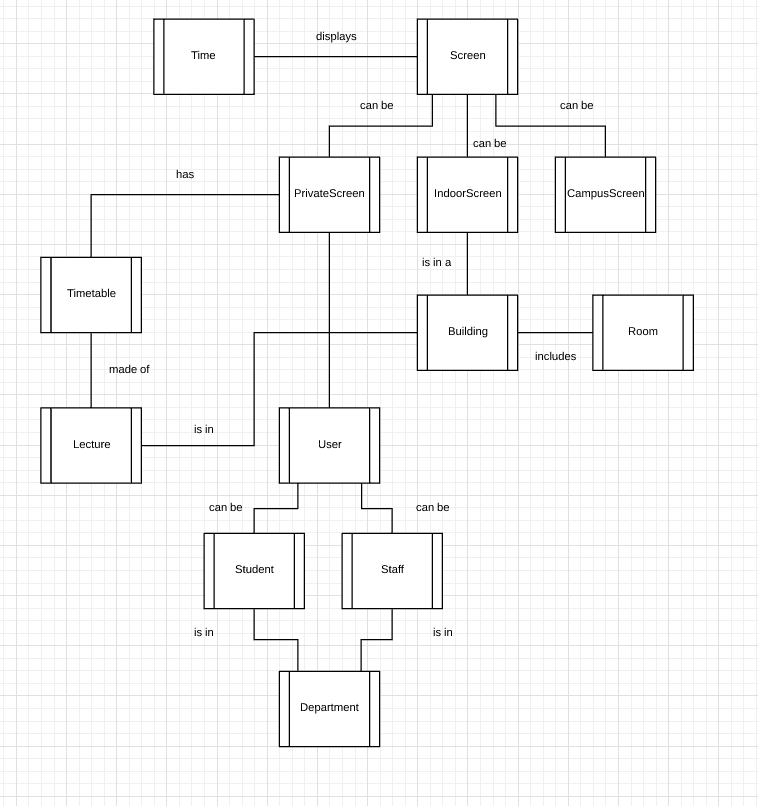 displays
Time
Screen
can be
can be
can be
has
PrivateScreen
IndoorScreen
CampusScreen
is in a
Timetable
Building
Room
includes
made of
is in
Lecture
User
can be
can be
Student
Staff
is in
is in
Department